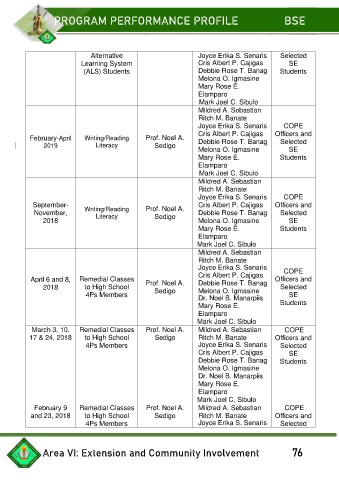 PROGRAM PERFORMANCE PROFILE BSE
Alternative Learning System (ALS) Students
Joyce Erika S. Senaris
Cris Albert P. Cajigas
Debbie Rose T. Banag
Melona O. Igmasine
Mary Rose E. Elamparo
Mark Joel C. Sibulo
Selected SE Students
February-April 2019
Writing/Reading Literacy
Prof. Noel A. Sedigo
Mildred A. Sebastian
Ritch M. Banate
Joyce Erika S. Senaris
Cris Albert P. Cajigas
Debbie Rose T. Banag
Melona O. Igmasine
Mary Rose E. Elamparo
Mark Joel C. Sibulo
COPE Officers and Selected SE Students
September-November, 2018
Writing/Reading Literacy
Prof. Noel A. Sedigo
Mildred A. Sebastian
Ritch M. Banate
Joyce Erika S. Senaris
Cris Albert P. Cajigas
Debbie Rose T. Banag
Melona O. Igmasine
Mary Rose E. Elamparo
Mark Joel C. Sibulo
COPE Officers and Selected SE Students
April 6 and 8, 2018
Remedial Classes to High School 4Ps Members
Prof. Noel A. Sedigo
Mildred A. Sebastian
Ritch M. Banate
Joyce Erika S. Senaris
Cris Albert P. Cajigas
Debbie Rose T. Banag
Melona O. Igmasine
Dr. Noel B. Manarpiis
Mary Rose E. Elamparo
Mark Joel C. Sibulo
COPE Officers and Selected SE Students
March 3, 10, 17 & 24, 2018
Remedial Classes to High School 4Ps Members
Prof. Noel A. Sedigo
Mildred A. Sebastian
Ritch M. Banate
Joyce Erika S. Senaris
Cris Albert P. Cajigas
Debbie Rose T. Banag
Melona O. Igmasine
Dr. Noel B. Manarpiis
Mary Rose E. Elamparo
Mark Joel C. Sibulo
COPE Officers and Selected SE Students
February 9 and 23, 2018
Remedial Classes to High School 4Ps Members
Prof. Noel A. Sedigo
Mildred A. Sebastian
Ritch M. Banate
Joyce Erika S. Senaris
COPE Officers and Selected
Area VI: Extension and Community Involvement 76